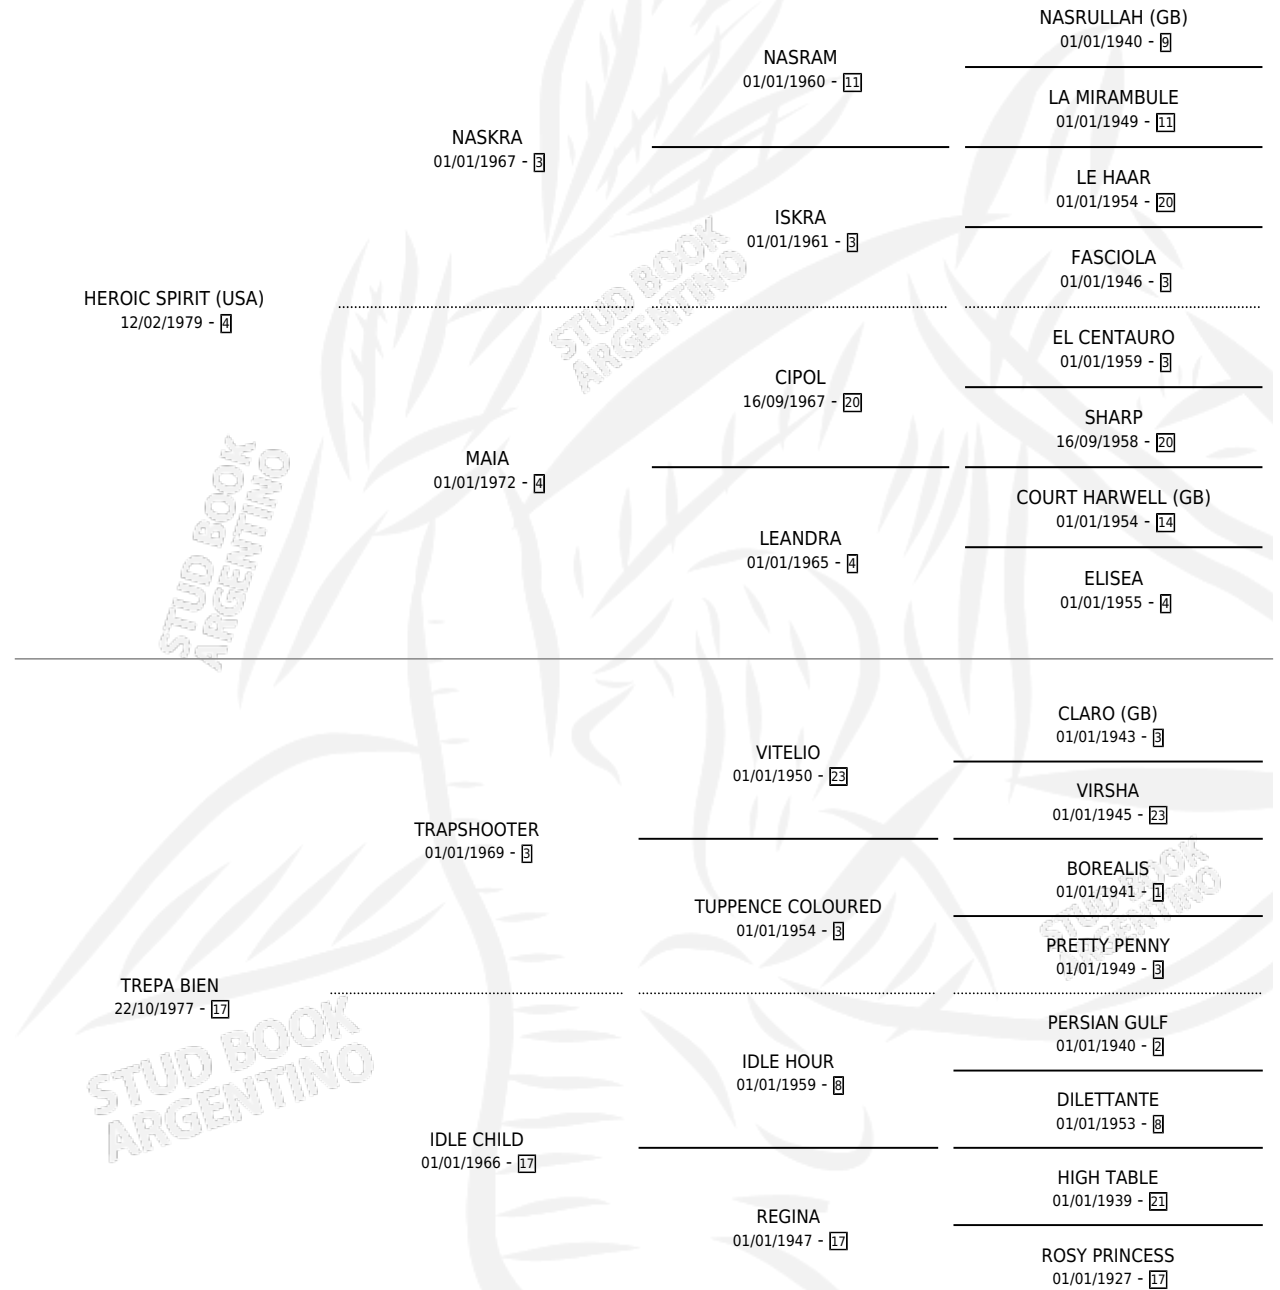 NASRULLAH (GB)
01/01/1940 - 9
NASRAM
01/01/1960 - 11
LA MIRAMBULE
01/01/1949 - 11
NASKRA
01/01/1967 - 3
LE HAAR
01/01/1954 - 20
ISKRA
01/01/1961 - 3
FASCIOLA
01/01/1946 - 3
HEROIC SPIRIT (USA)
12/02/1979 - 4
EL CENTAURO
01/01/1959 - 3
CIPOL
16/09/1967 - 20
SHARP
16/09/1958 - 20
MAIA
01/01/1972 - 4
COURT HARWELL (GB)
01/01/1954 - 14
LEANDRA
01/01/1965 - 4
ELISEA
01/01/1955 - 4
STUD BOOK
ARGENTINO
STUD BOOK
ARGENTINO
CLARO (GB)
01/01/1943 - 3
VITELIO
01/01/1950 - 23
VIRSHA
01/01/1945 - 23
TRAPSHOOTER
01/01/1969 - 3
BOREALIS
01/01/1941 - 1
TUPPENCE COLOURED
01/01/1954 - 3
PRETTY PENNY
01/01/1949 - 3
STUD BOOK
ARGENTINO
TREPA BIEN
22/10/1977 - 17
PERSIAN GULF
01/01/1940 - 2
IDLE HOUR
01/01/1959 - 8
DILETTANTE
01/01/1953 - 8
STUD BOOK
ARGENTINO
IDLE CHILD
01/01/1966 - 17
HIGH TABLE
01/01/1939 - 21
REGINA
01/01/1947 - 17
ROSY PRINCESS
01/01/1927 - 17